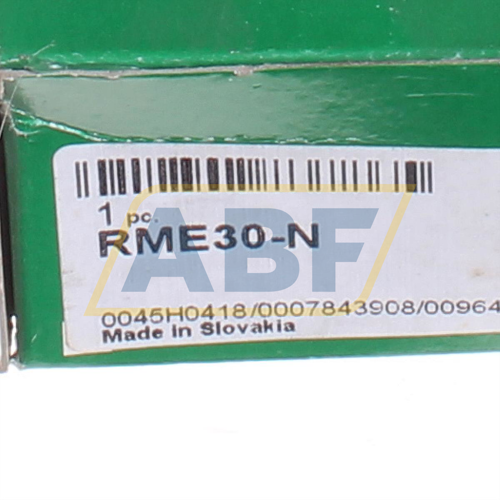 1 pc.
RME30-N
ABF
0045H0418/0007843908/00964
Made in Slovakia